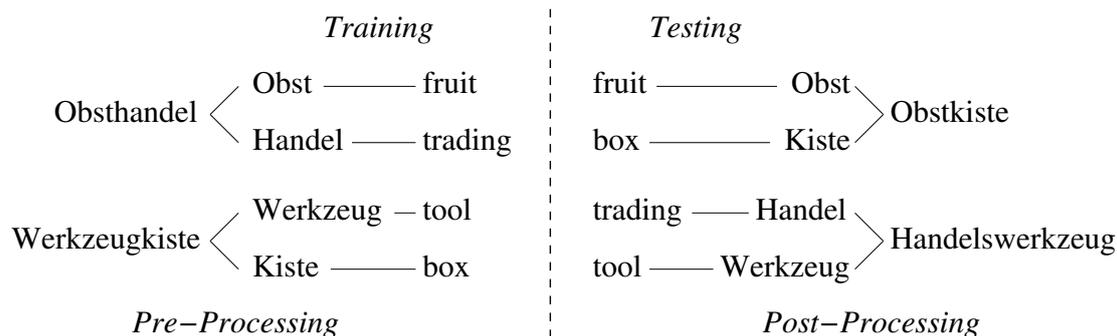 Training Testing
Obst fruit fruit Obst
Obsthandel Obstkiste
Handel trading box Kiste
Werkzeug tool trading Handel
Werkzeugkiste Handelswerkzeug
Kiste box tool Werkzeug
Pre−Processing Post−Processing